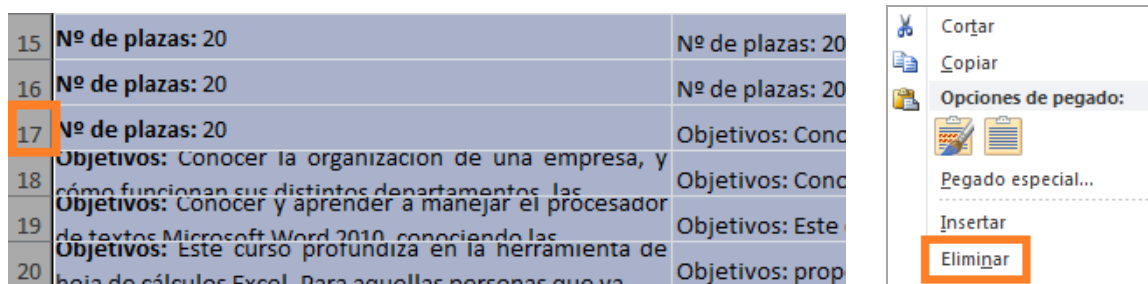 15 Nº de plazas: 20 Nº de plazas: 20
16 Nº de plazas: 20 Nº de plazas: 20
17 Nº de plazas: 20 Objetivos: Cono
18 Objetivos: Conocer la organización de una empresa, y Objetivos: Cono
cómo funcionan sus distintos departamentos, las
19 Objetivos: Conocer y aprender a manejar el procesador Objetivos: Este
de textos Microsoft Word 2010, conociendo las
20 Objetivos: Este curso profundiza en la herramienta de Objetivos: prop
hoja de cálculos Excel. Para aquellas personas que ya
Cortar
Copiar
Opciones de pegado:
Pegado especial...
Insertar
Eliminar